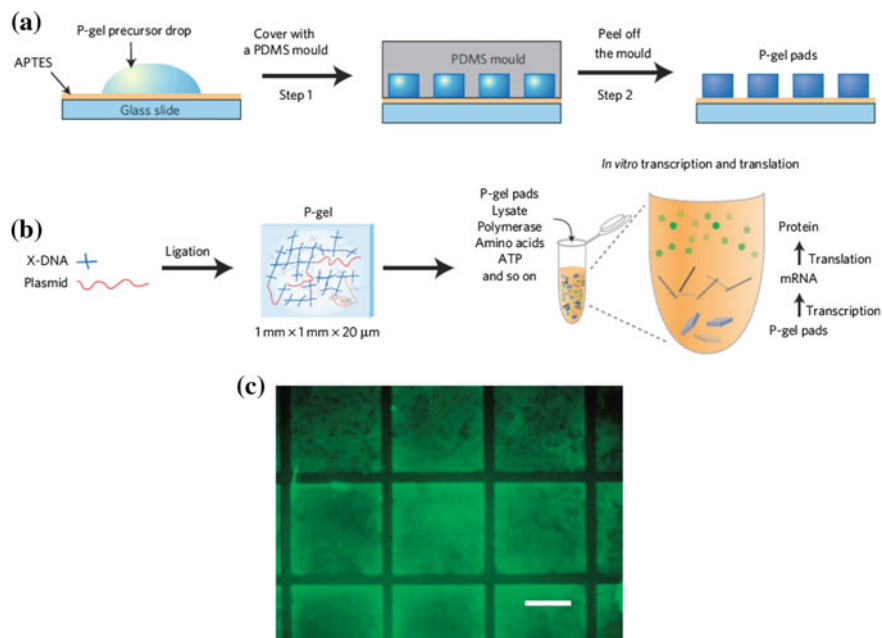 (a)
P-gel precursor drop
APTES
Glass slide
Cover with
a PDMS mould
Step 1
PDMS mould
Peel off
the mould
Step 2
P-gel pads
(b)
X-DNA
Plasmid
Ligation
P-gel
1 mm × 1 mm × 20 μm
P-gel pads
Lysate
Polymerase
Amino acids
ATP
and so on
In vitro transcription and translation
Protein
Translation
mRNA
Transcription
P-gel pads
(c)